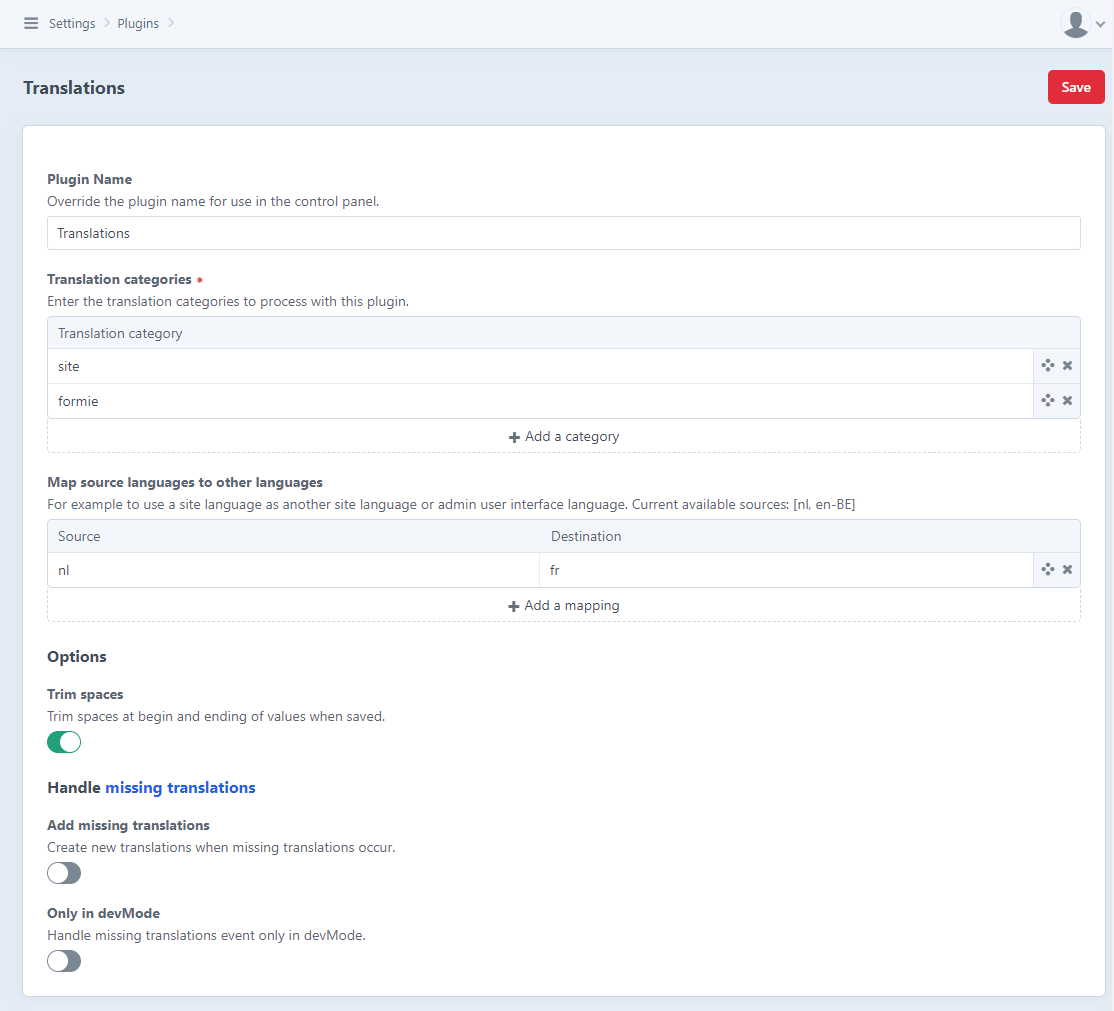 Settings Plugins
Translations
Save
Plugin Name
Override the plugin name for use in the control panel.
Translations
Translation categories *
Enter the translation categories to process with this plugin.
Translation category
site
formie
Add a category
Map source languages to other languages
For example to use a site language as another site language or admin user interface language. Current available sources: [nl, en-BE]
Source Destination
nl fr
Add a mapping
Options
Trim spaces
Trim spaces at begin and ending of values when saved.
Handle missing translations
Add missing translations
Create new translations when missing translations occur.
Only in devMode
Handle missing translations event only in devMode.